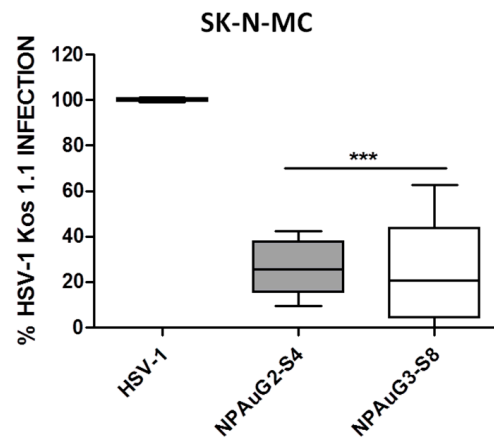 SK-N-MC
% HSV-1 Kos 1.1 INFECTION
120
100
80
60
40
20
0
***
HSV-1
NPAuG2-S4
NPAuG3-S8